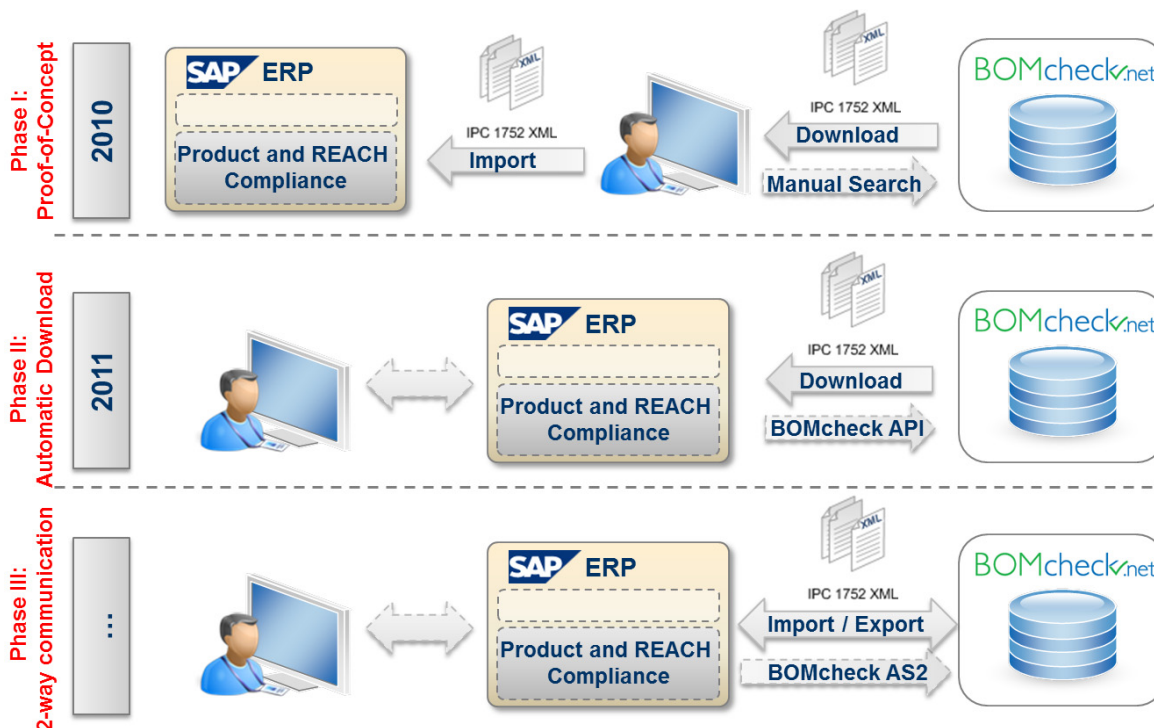 Phase I:
Proof-of-Concept
2010
SAP ERP
Product and REACH
Compliance
XML
IPC 1752 XML
Import
XML
IPC 1752 XML
Download
Manual Search
BOMcheck.net
Phase II:
Automatic Download
2011
SAP ERP
Product and REACH
Compliance
XML
IPC 1752 XML
Download
BOMcheck API
BOMcheck.net
Phase III:
2-way communication
...
SAP ERP
Product and REACH
Compliance
XML
IPC 1752 XML
Import / Export
BOMcheck AS2
BOMcheck.net